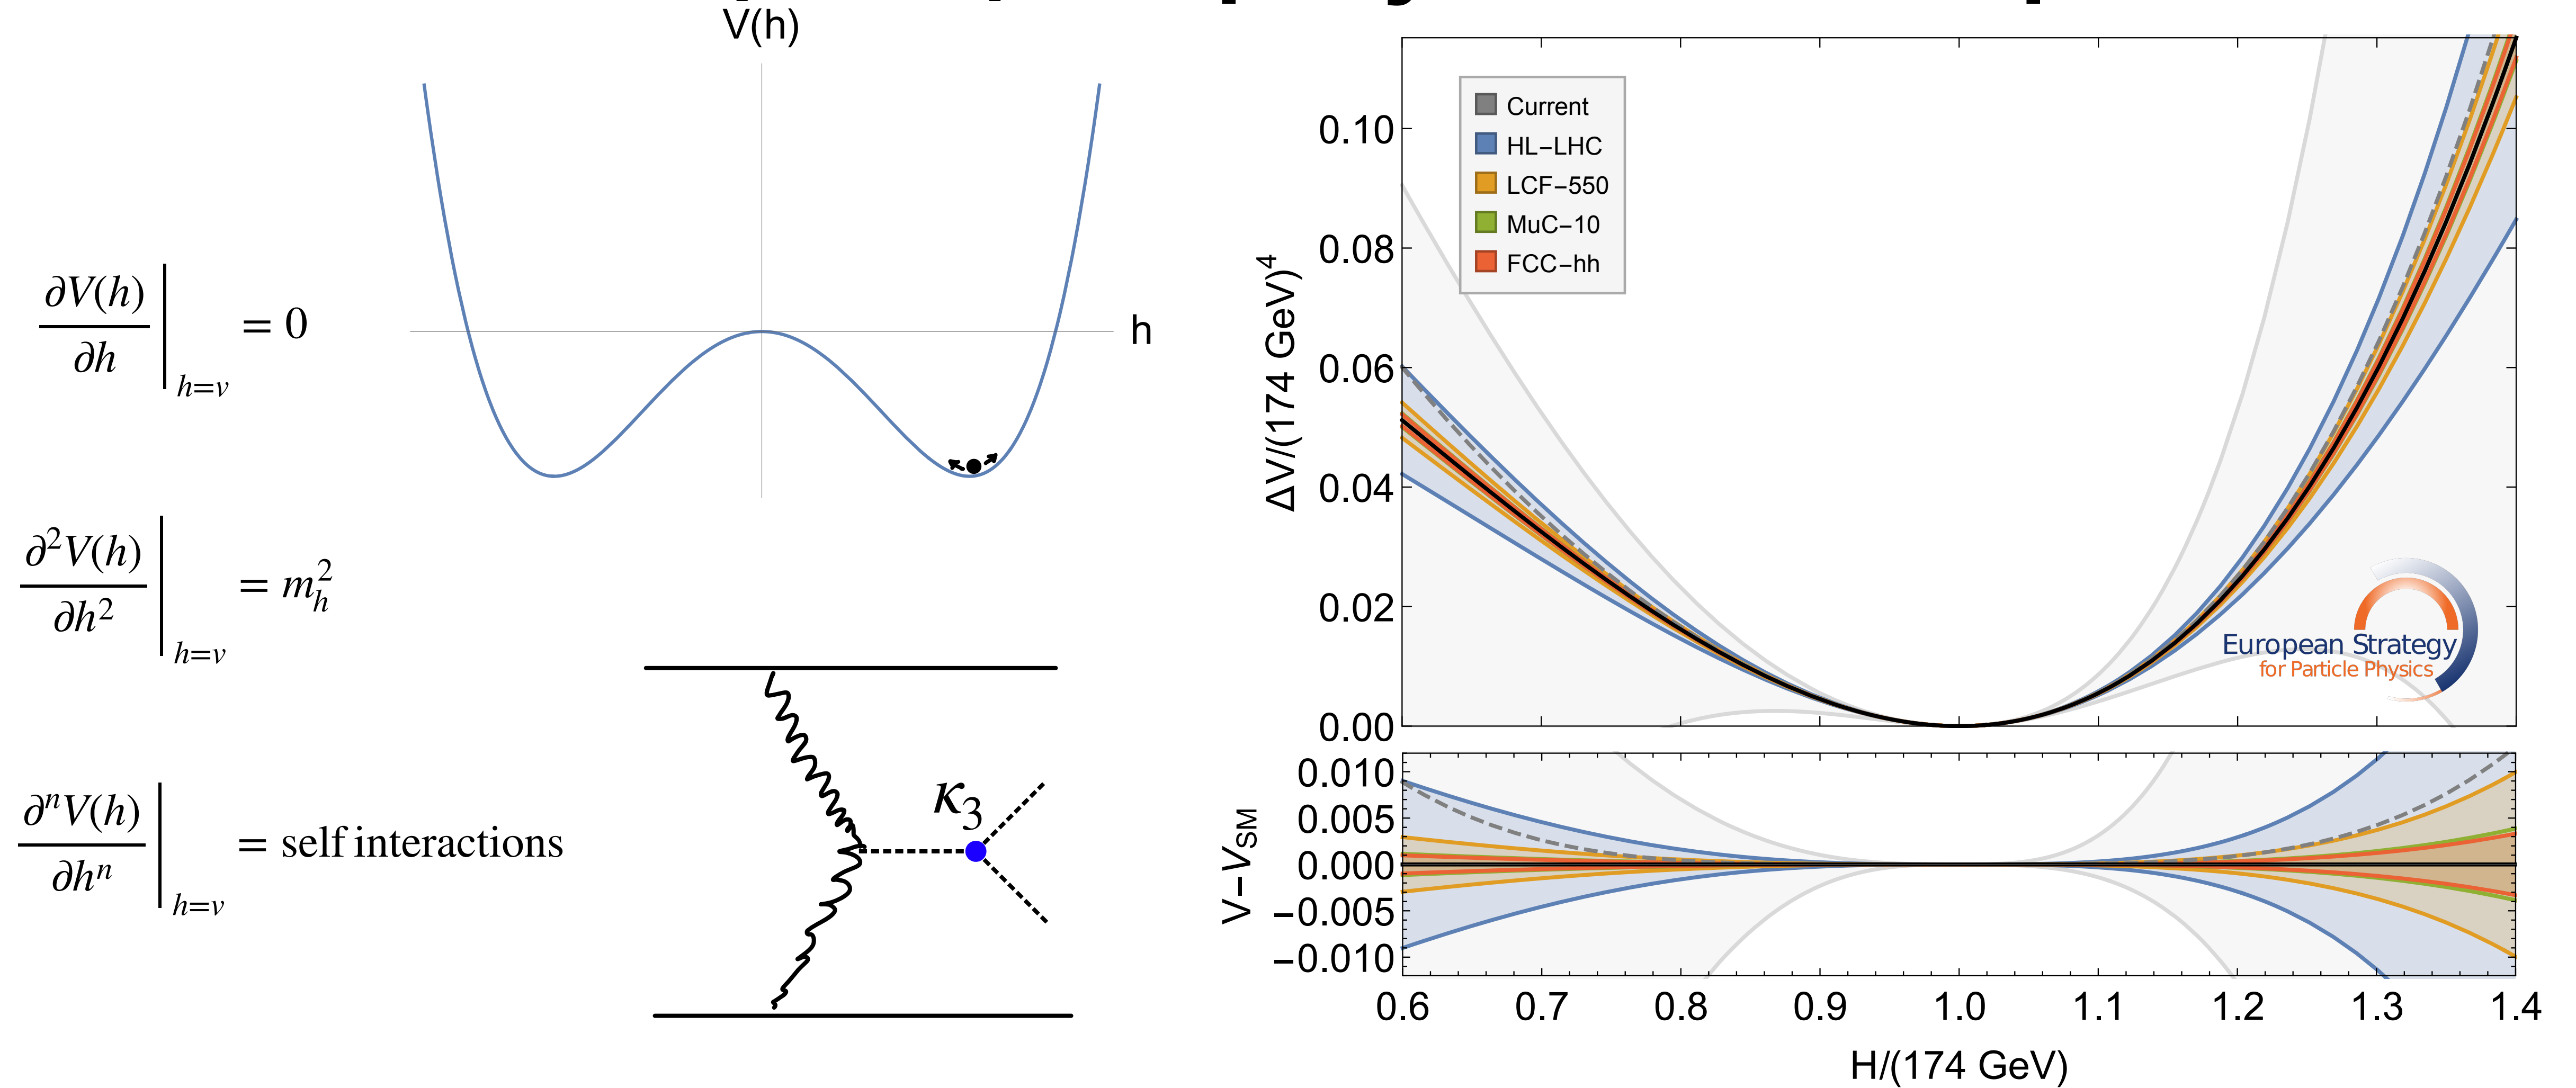 V(h)
h
∂V(h)/∂h |h=v = 0
∂²V(h)/∂h² |h=v = m_h²
∂ⁿV(h)/∂hⁿ |h=v = self interactions
κ₃
Current
HL−LHC
LCF−550
MuC−10
FCC−hh
ΔV/(174 GeV)⁴
0.10
0.08
0.06
0.04
0.02
0.00
European Strategy
for Particle Physics
V−V_SM
0.010
0.005
0.000
−0.005
−0.010
0.6 0.7 0.8 0.9 1.0 1.1 1.2 1.3 1.4
H/(174 GeV)